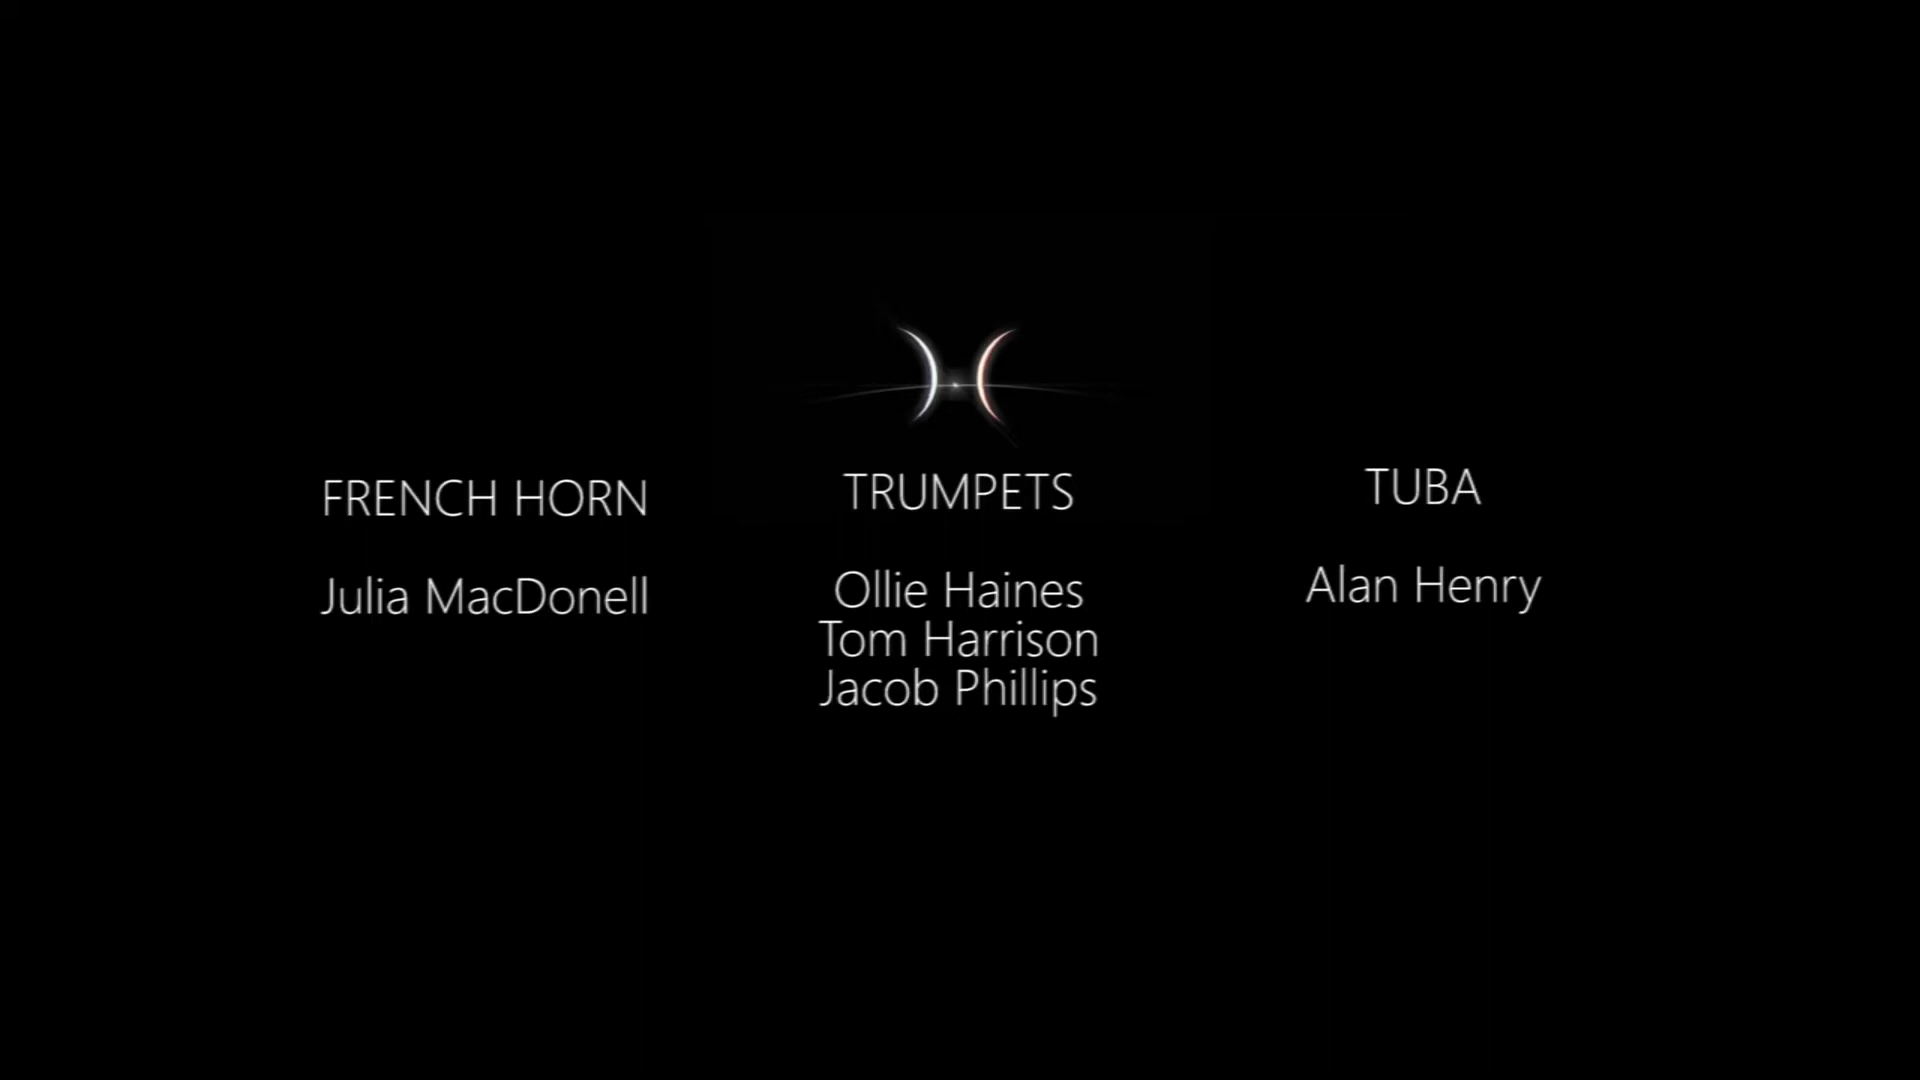 FRENCH HORN
Julia MacDonell
TRUMPETS
Ollie Haines
Tom Harrison
Jacob Phillips
TUBA
Alan Henry